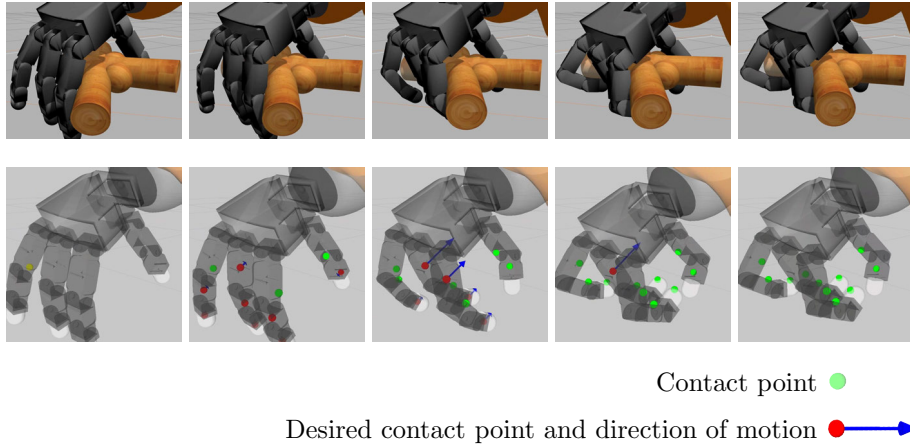 Contact point
Desired contact point and direction of motion